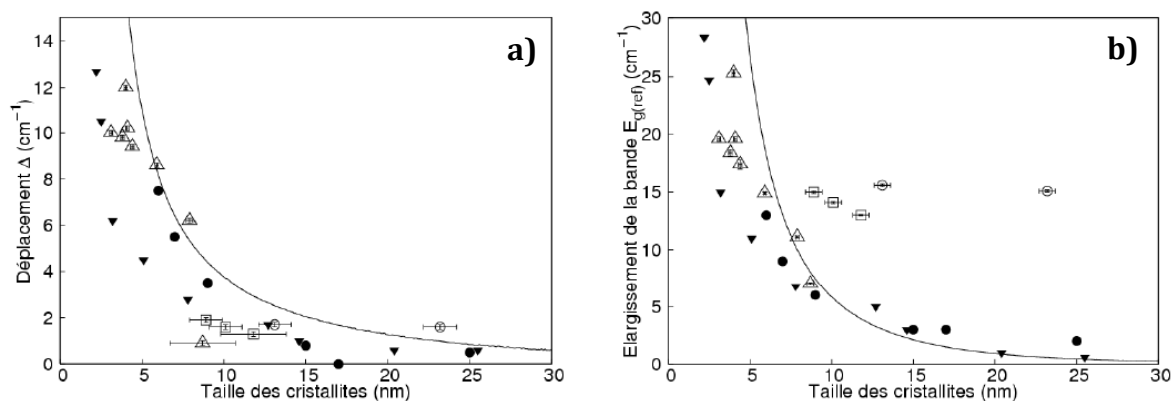 a)
Déplacement Δ (cm⁻¹)
14
12
10
8
6
4
2
0
0 5 10 15 20 25 30
Taille des cristallites (nm)
b)
Elargissement de la bande E_g(ref) (cm⁻¹)
30
25
20
15
10
5
0
0 5 10 15 20 25 30
Taille des cristallites (nm)